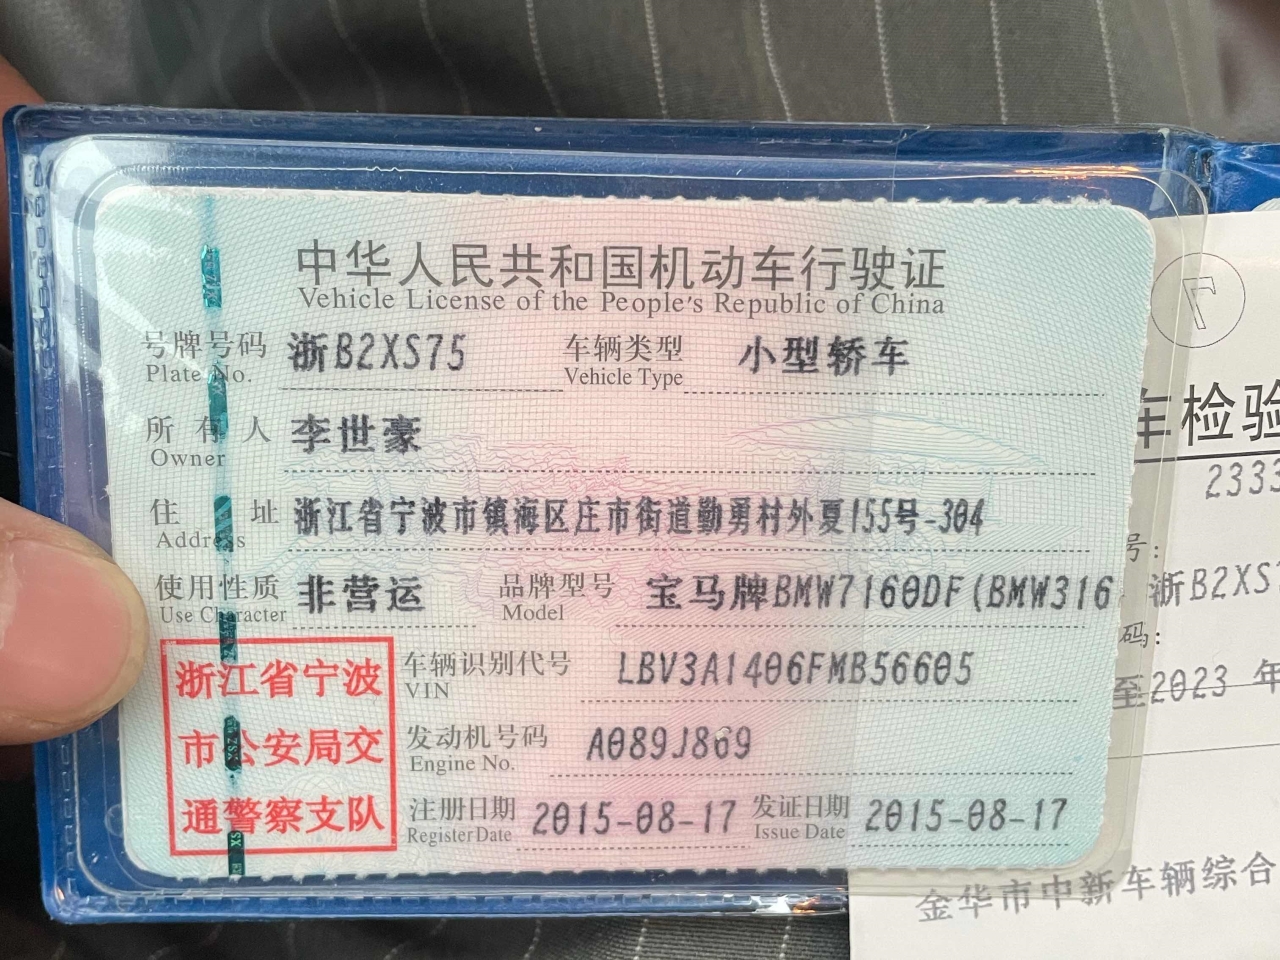 中华人民共和国机动车行驶证
Vehicle License of the People's Republic of China
号牌号码 浙B2XS75 车辆类型 小型轿车
Plate No. Vehicle Type
所有人 李世豪
Owner
住址 浙江省宁波市镇海区庄市街道勤勇村外夏155号-304
Address
使用性质 非营运 品牌型号 宝马牌BMW7160DF(BMW316
Use Character Model
浙江省宁波
市公安局交
通警察支队
车辆识别代号 LBV3A1406FMB56605
VIN
发动机号码 A089J869
Engine No.
注册日期 2015-08-17 发证日期 2015-08-17
Register Date Issue Date
车检验
2333
号:
浙B2XS
码:
至2023 年
金华市中新车辆综合